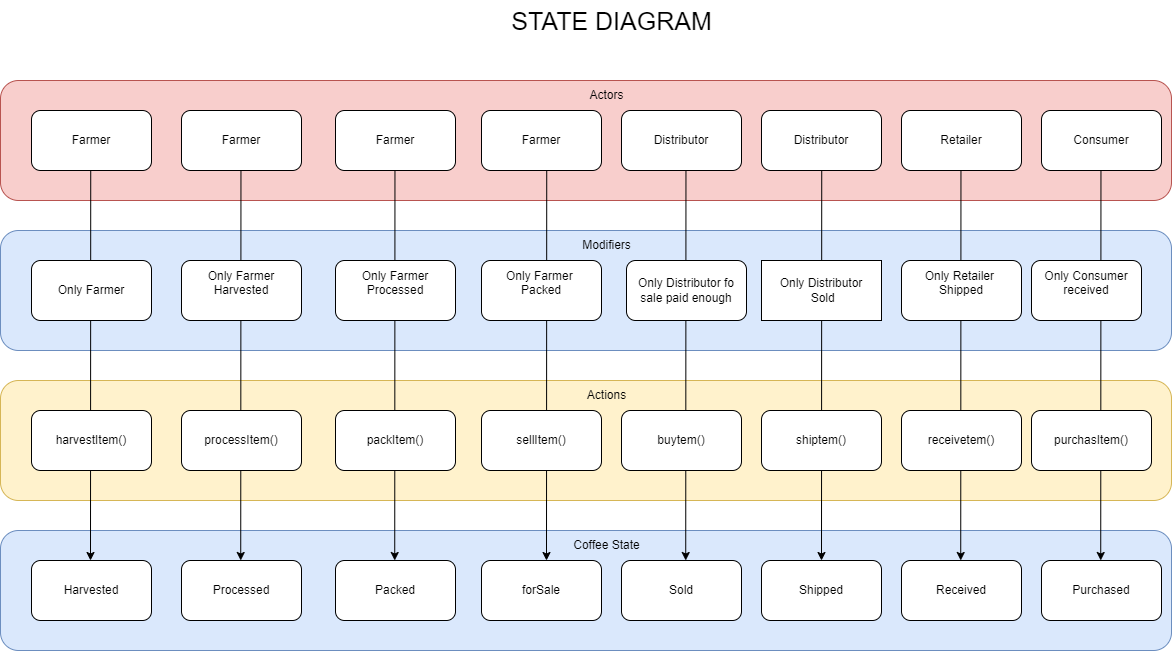 STATE DIAGRAM
Actors
Farmer
Farmer
Farmer
Farmer
Distributor
Distributor
Retailer
Consumer
Modifiers
Only Farmer
Only Farmer
Harvested
Only Farmer
Processed
Only Farmer
Packed
Only Distributor fo
sale paid enough
Only Distributor
Sold
Only Retailer
Shipped
Only Consumer
received
Actions
harvestItem()
processItem()
packItem()
sellItem()
buytem()
shiptem()
receivetem()
purchasItem()
Coffee State
Harvested
Processed
Packed
forSale
Sold
Shipped
Received
Purchased